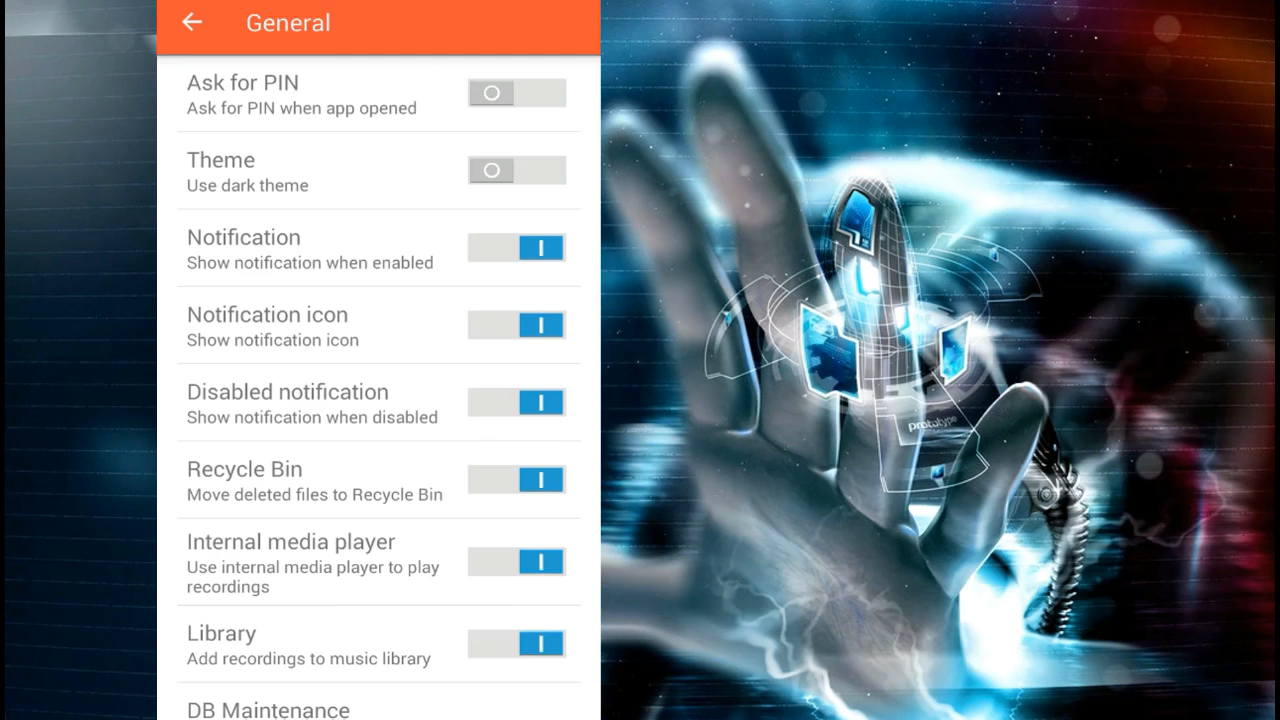 General
Ask for PIN
Ask for PIN when app opened
Theme
Use dark theme
Notification
Show notification when enabled
Notification icon
Show notification icon
Disabled notification
Show notification when disabled
Recycle Bin
Move deleted files to Recycle Bin
Internal media player
Use internal media player to play
recordings
Library
Add recordings to music library
DB Maintenance
prototype